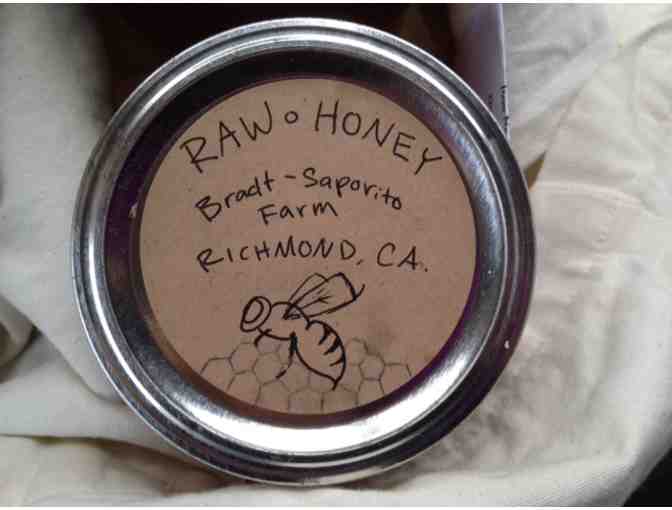 RAW • HONEY
Bradt-Saporito
Farm
RICHMOND, CA.